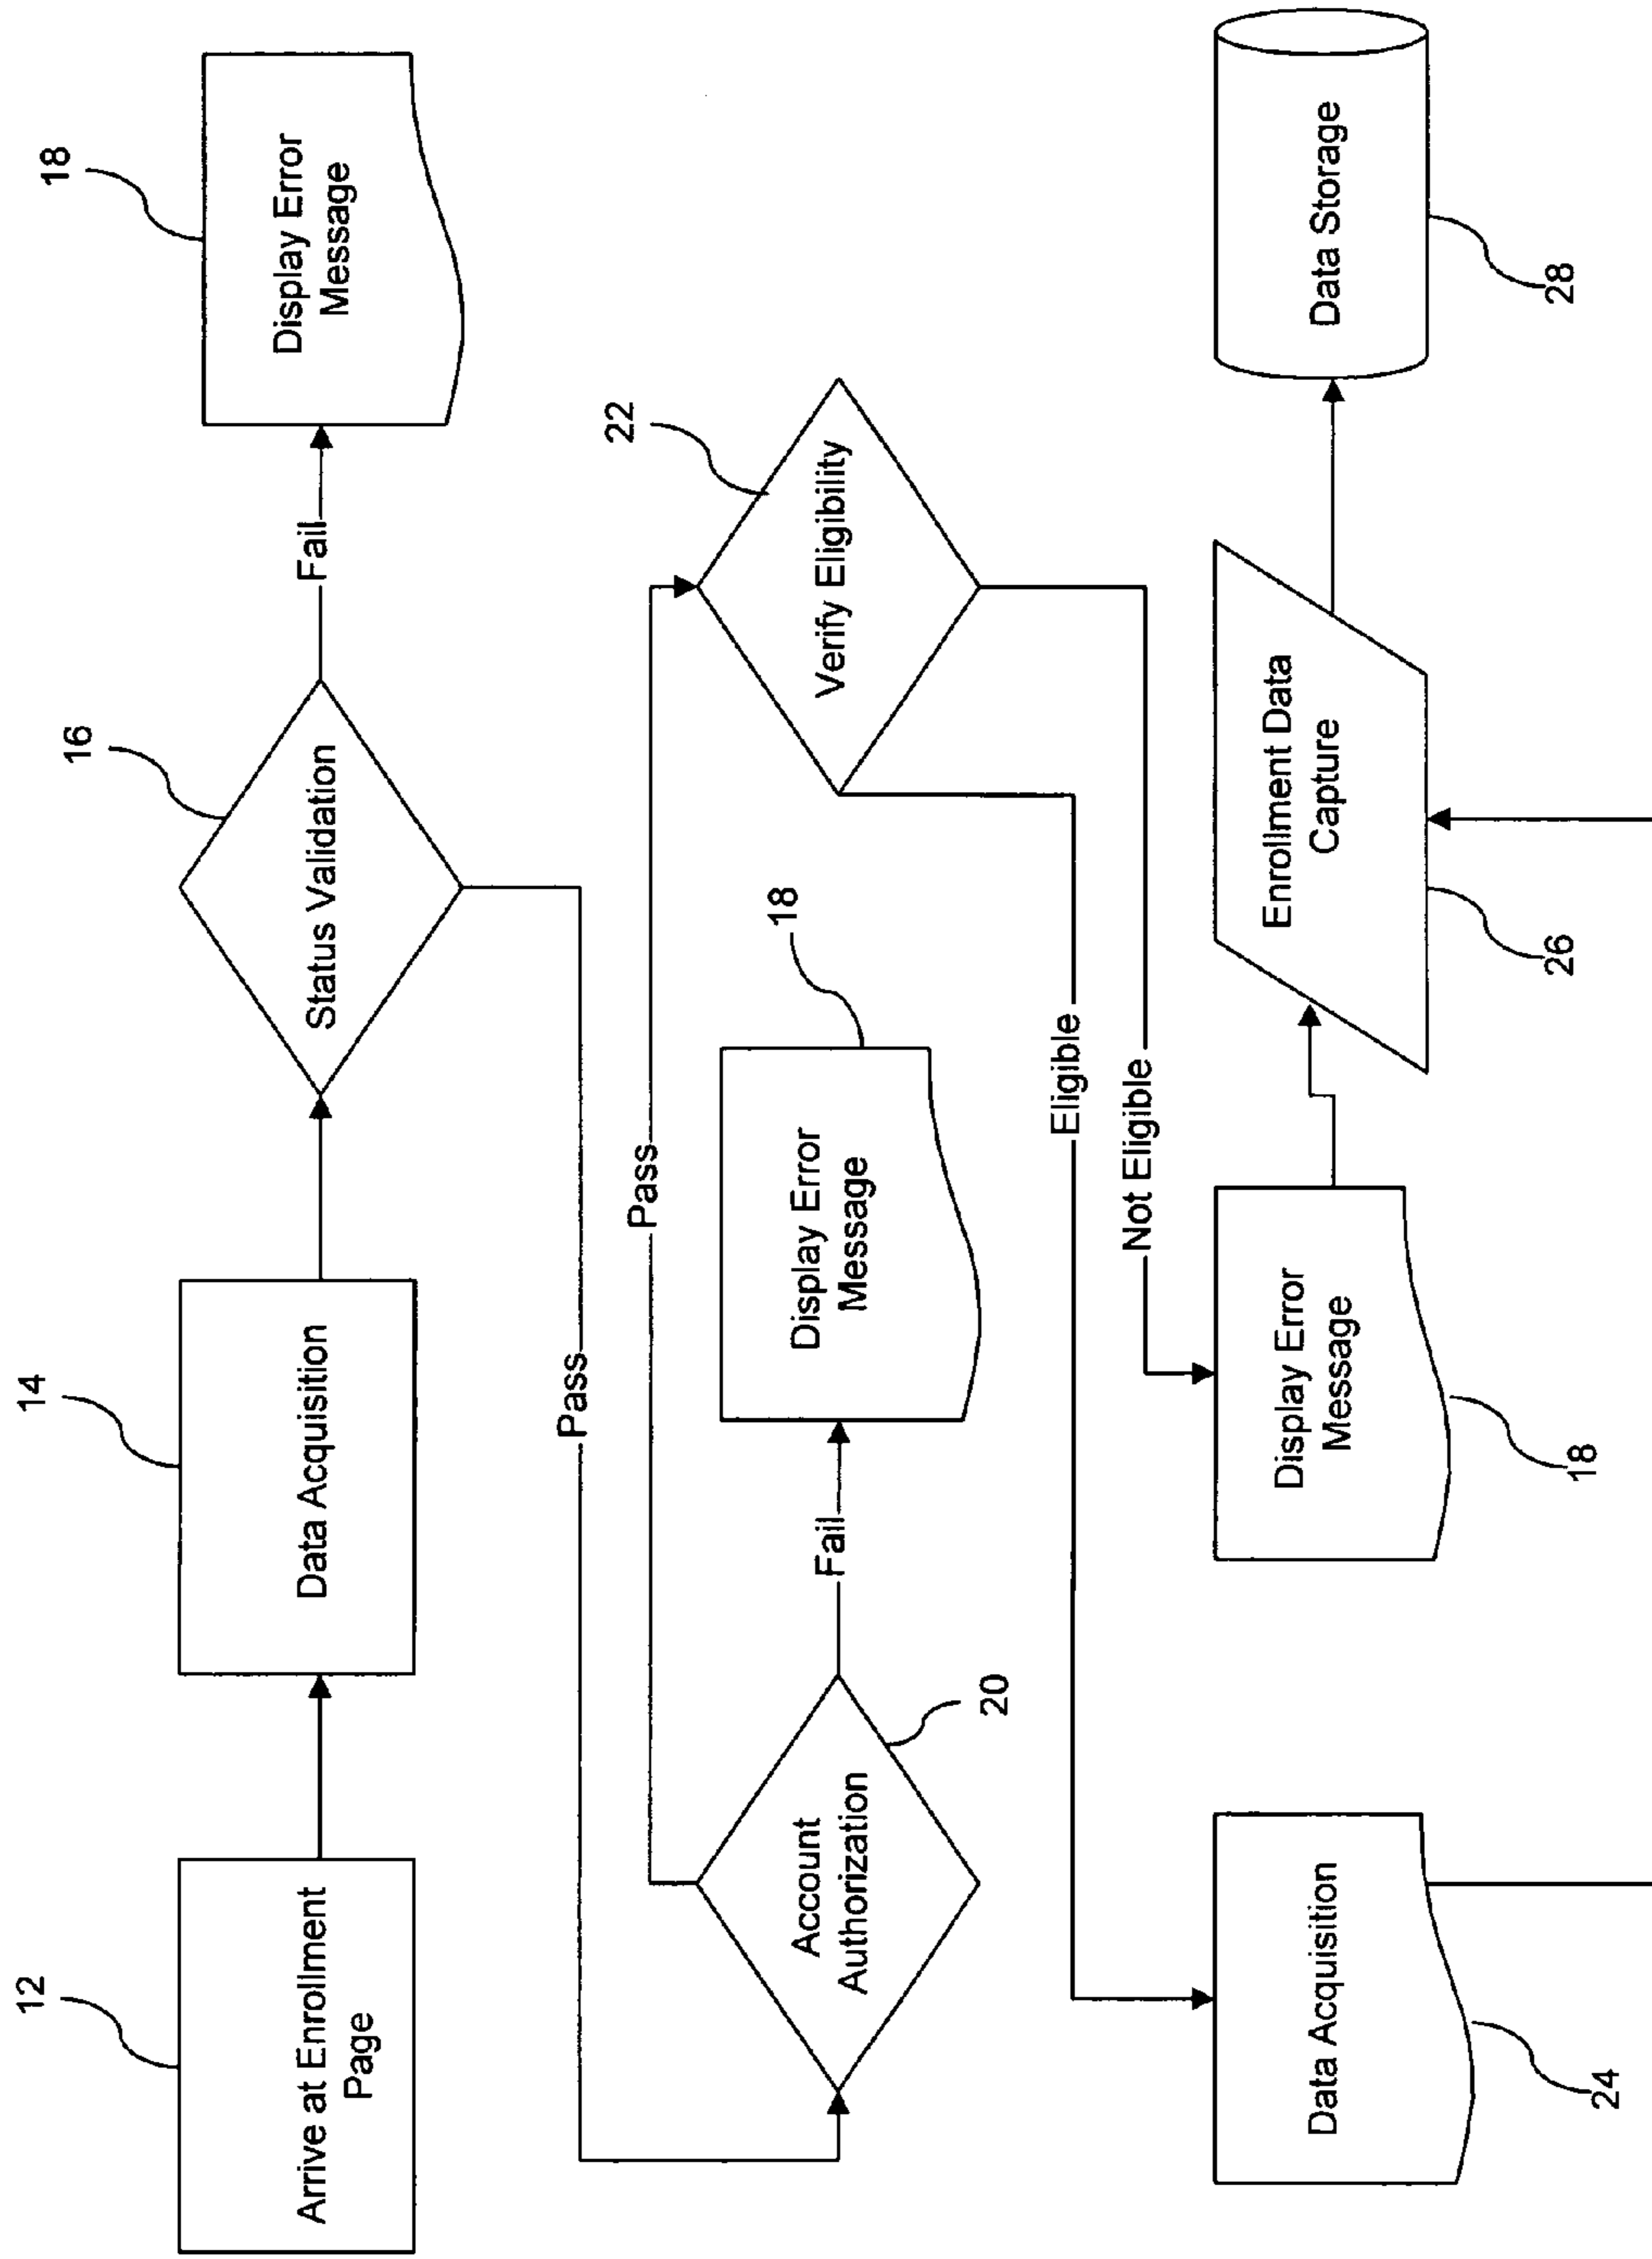 12
Arrive at Enrollment
Page
14
Data Acquisition
16
Status Validation
Fail
18
Display Error
Message
Pass
Pass
20
Account
Authorization
Fail
18
Display Error
Message
22
Verify Eligibility
Eligible
Not Eligible
24
Data Acquisition
18
Display Error
Message
26
Enrollment Data
Capture
28
Data Storage